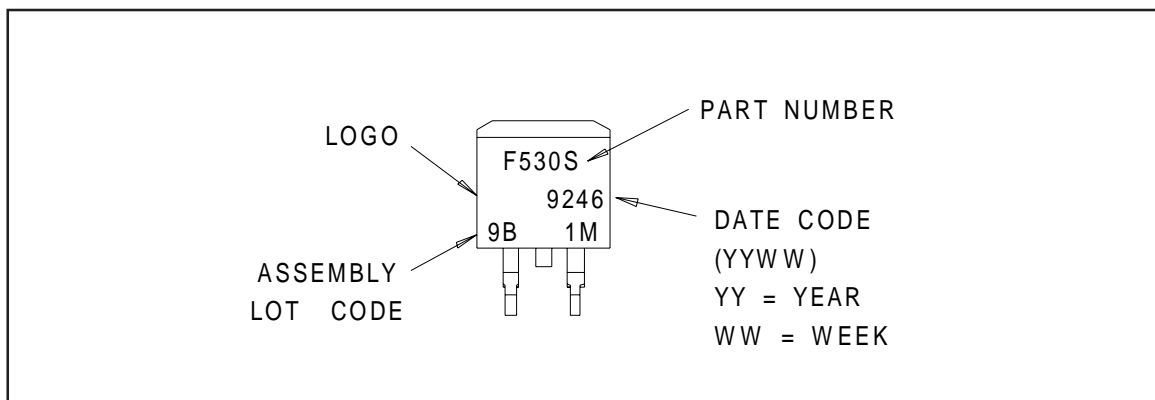 LOGO
PART NUMBER
F530S
9246
9B 1M
ASSEMBLY
LOT CODE
DATE CODE
(YYWW)
YY = YEAR
WW = WEEK